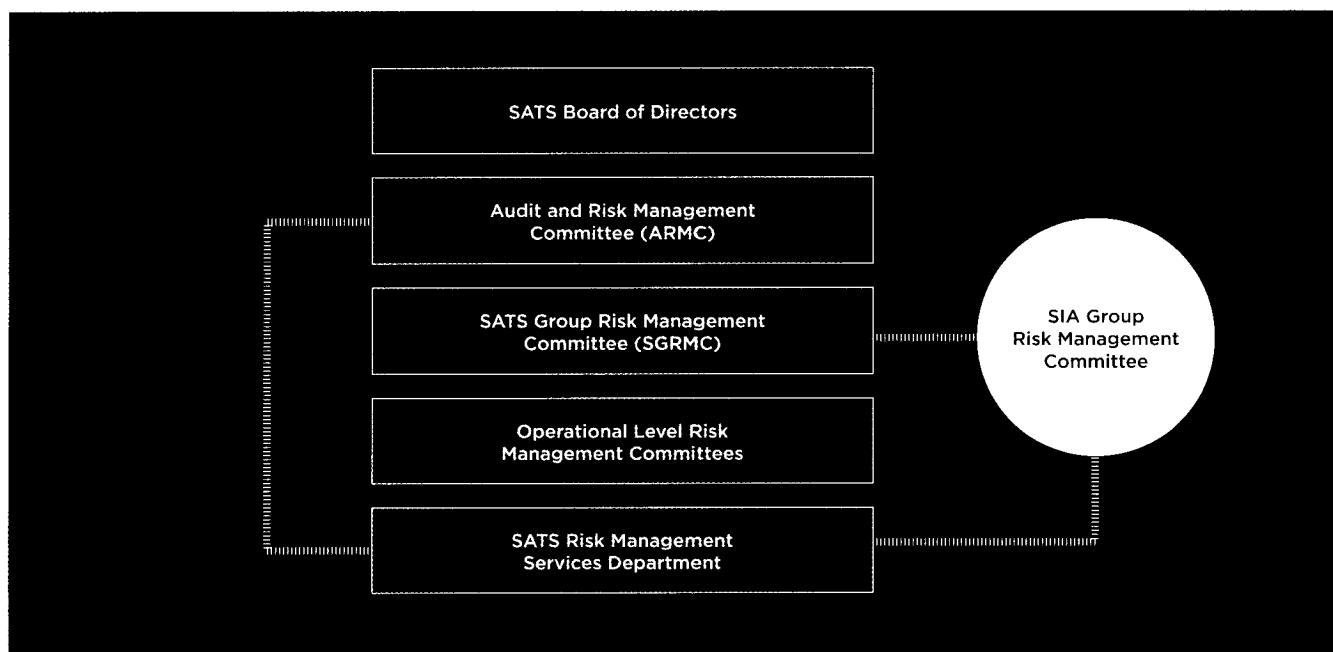 SATS Board of Directors
Audit and Risk Management
Committee (ARMC)
SATS Group Risk Management
Committee (SGRMC)
SIA Group
Risk Management
Committee
Operational Level Risk
Management Committees
SATS Risk Management
Services Department